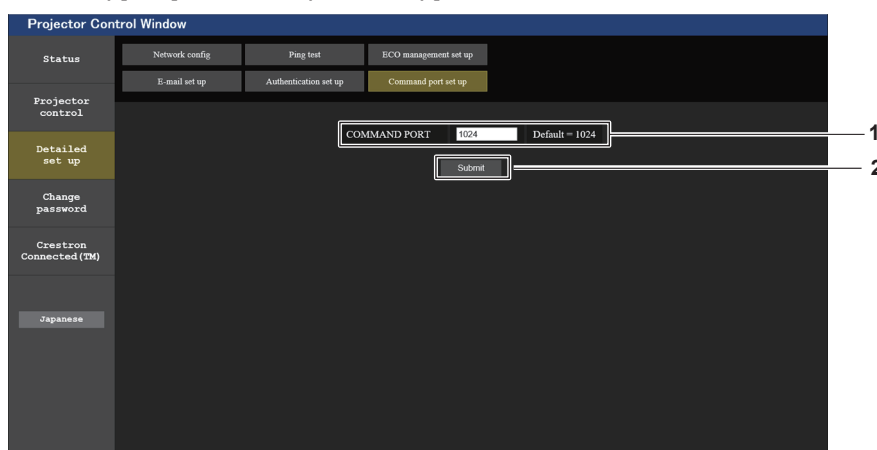 Projector Control Window
Status
Network config
Ping test
ECO management set up
E-mail set up
Authentication set up
Command port set up
Projector
control
COMMAND PORT 1024 Default = 1024
1
Submit
2
Detailed
set up
Change
password
Crestron
Connected(TM)
Japanese